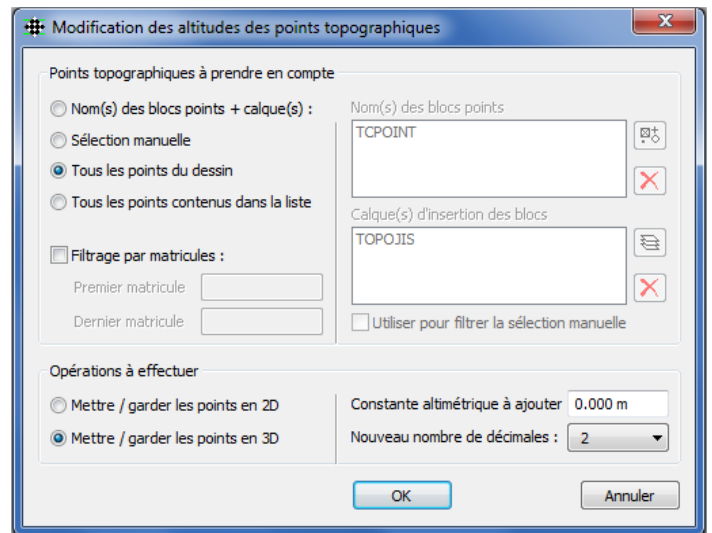 Modification des altitudes des points topographiques
Points topographiques à prendre en compte
Nom(s) des blocs points + calque(s) :
Sélection manuelle
Tous les points du dessin
Tous les points contenus dans la liste
Filtrage par matricules :
Premier matricule
Dernier matricule
Nom(s) des blocs points
TCPOINT
Calque(s) d'insertion des blocs
TOPOJIS
Utiliser pour filtrer la sélection manuelle
Opérations à effectuer
Mettre / garder les points en 2D
Mettre / garder les points en 3D
Constante altimétrique à ajouter 0.000 m
Nouveau nombre de décimales : 2
OK
Annuler